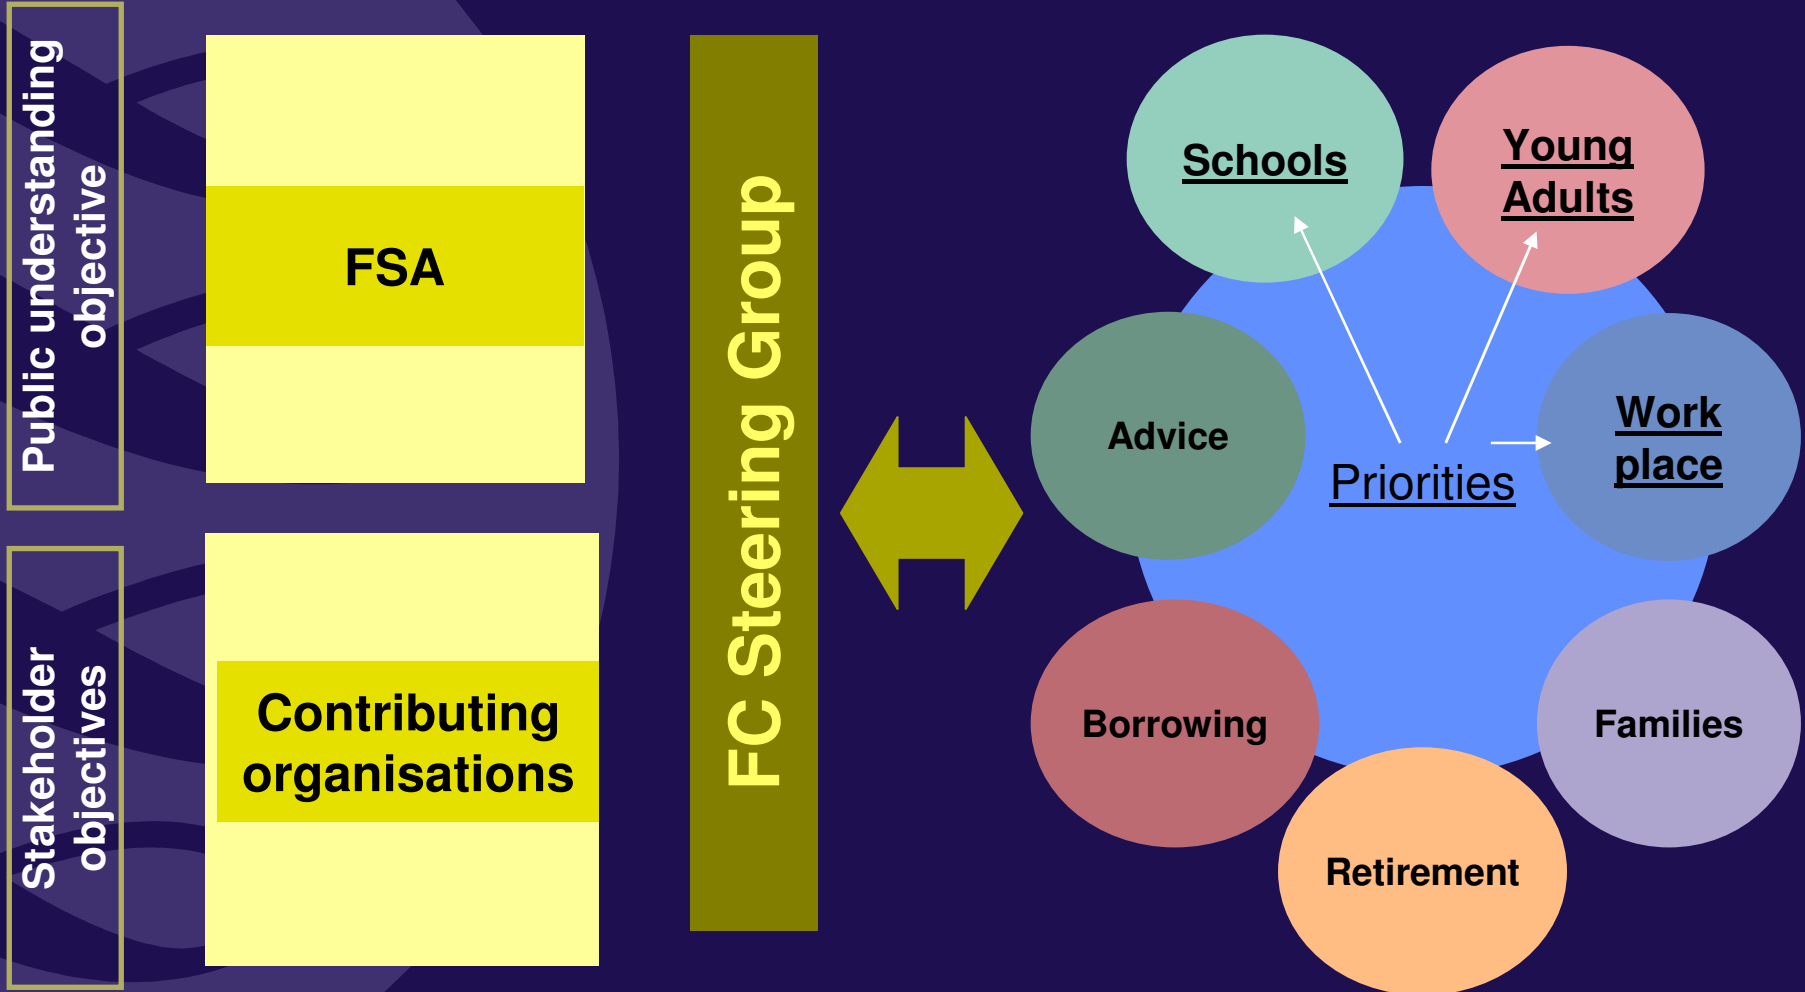 Public understanding
objective
FSA
Stakeholder
objectives
Contributing
organisations
FC Steering Group
Schools
Young
Adults
Advice
Work
place
Priorities
Borrowing
Families
Retirement